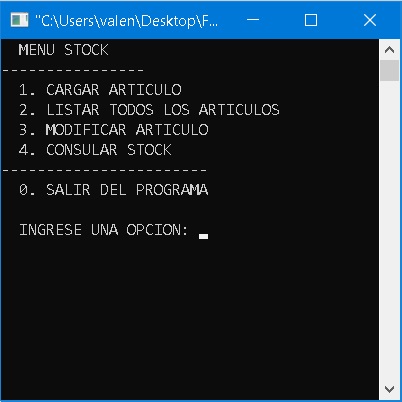 "C:\Users\valen\Desktop\F...
MENU STOCK
----------------
1. CARGAR ARTICULO
2. LISTAR TODOS LOS ARTICULOS
3. MODIFICAR ARTICULO
4. CONSULAR STOCK
-----------------------
0. SALIR DEL PROGRAMA
INGRESE UNA OPCION: